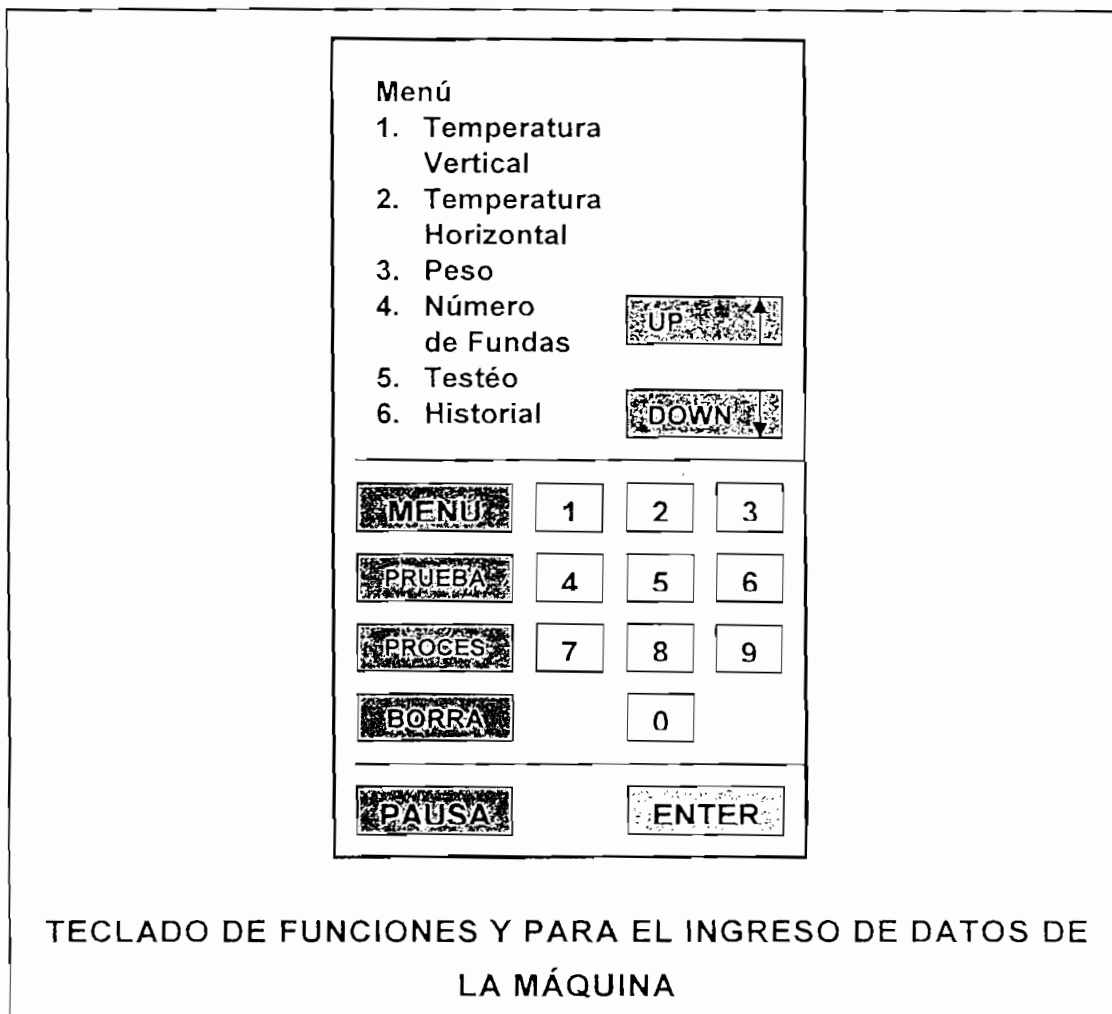 Menú
1. Temperatura
Vertical
2. Temperatura
Horizontal
3. Peso
4. Número
de Fundas
UP
5. Testéo
6. Historial
DOWN
MENU 1 2 3
PRUEBA 4 5 6
PROCES 7 8 9
BORRA 0
PAUSA ENTER
TECLADO DE FUNCIONES Y PARA EL INGRESO DE DATOS DE
LA MÁQUINA